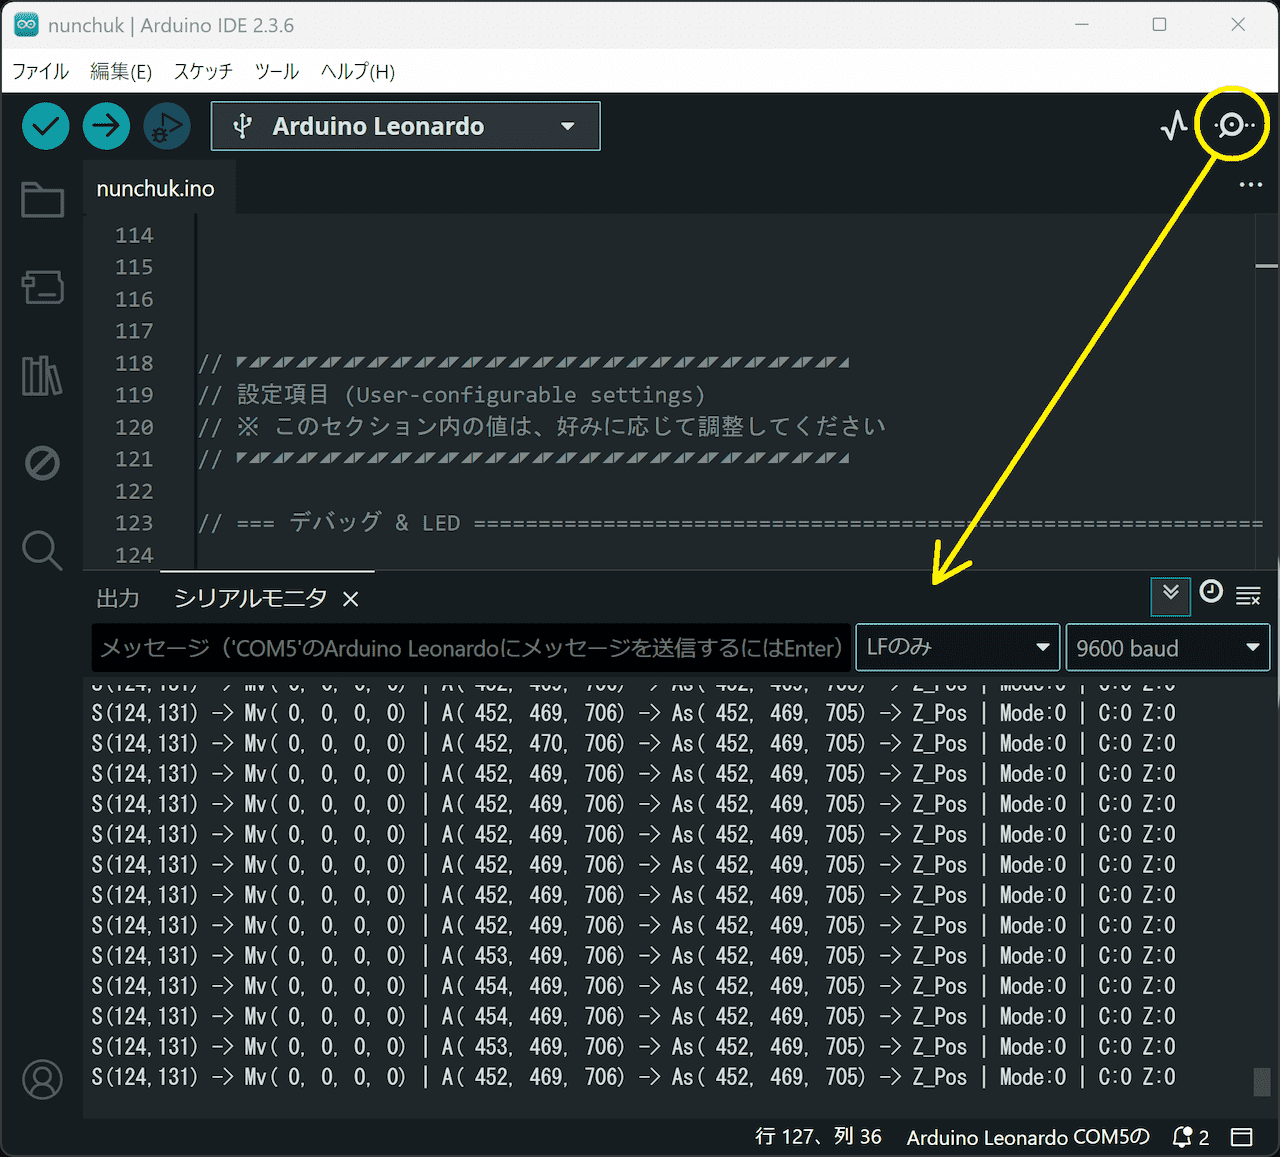 nunchuk | Arduino IDE 2.3.6
ファイル 編集(E) スケッチ ツール ヘルプ(H)
Arduino Leonardo
nunchuk.ino
114
115
116
117
118 //
119 // 設定項目 (User-configurable settings)
120 // ※ このセクション内の値は、好みに応じて調整してください
121 //
122
123 // === デバッグ & LED =============================================================
124
出力 シリアルモニタ
メッセージ（'COM5'のArduino Leonardoにメッセージを送信するにはEnter） LFのみ 9600 baud
S(124,131) -> Mv( 0, 0, 0, 0) | A( 452, 469, 706) -> As( 452, 469, 705) -> Z_Pos | Mode:0 | C:0 Z:0
S(124,131) -> Mv( 0, 0, 0, 0) | A( 452, 470, 706) -> As( 452, 469, 705) -> Z_Pos | Mode:0 | C:0 Z:0
S(124,131) -> Mv( 0, 0, 0, 0) | A( 452, 469, 706) -> As( 452, 469, 705) -> Z_Pos | Mode:0 | C:0 Z:0
S(124,131) -> Mv( 0, 0, 0, 0) | A( 452, 469, 706) -> As( 452, 469, 705) -> Z_Pos | Mode:0 | C:0 Z:0
S(124,131) -> Mv( 0, 0, 0, 0) | A( 452, 469, 706) -> As( 452, 469, 705) -> Z_Pos | Mode:0 | C:0 Z:0
S(124,131) -> Mv( 0, 0, 0, 0) | A( 452, 469, 706) -> As( 452, 469, 705) -> Z_Pos | Mode:0 | C:0 Z:0
S(124,131) -> Mv( 0, 0, 0, 0) | A( 452, 469, 706) -> As( 452, 469, 705) -> Z_Pos | Mode:0 | C:0 Z:0
S(124,131) -> Mv( 0, 0, 0, 0) | A( 452, 469, 706) -> As( 452, 469, 705) -> Z_Pos | Mode:0 | C:0 Z:0
S(124,131) -> Mv( 0, 0, 0, 0) | A( 453, 469, 706) -> As( 452, 469, 705) -> Z_Pos | Mode:0 | C:0 Z:0
S(124,131) -> Mv( 0, 0, 0, 0) | A( 454, 469, 706) -> As( 452, 469, 705) -> Z_Pos | Mode:0 | C:0 Z:0
S(124,131) -> Mv( 0, 0, 0, 0) | A( 454, 469, 706) -> As( 452, 469, 705) -> Z_Pos | Mode:0 | C:0 Z:0
S(124,131) -> Mv( 0, 0, 0, 0) | A( 453, 469, 706) -> As( 452, 469, 705) -> Z_Pos | Mode:0 | C:0 Z:0
S(124,131) -> Mv( 0, 0, 0, 0) | A( 452, 469, 706) -> As( 452, 469, 705) -> Z_Pos | Mode:0 | C:0 Z:0
行 127、列 36 Arduino Leonardo COM5の 2